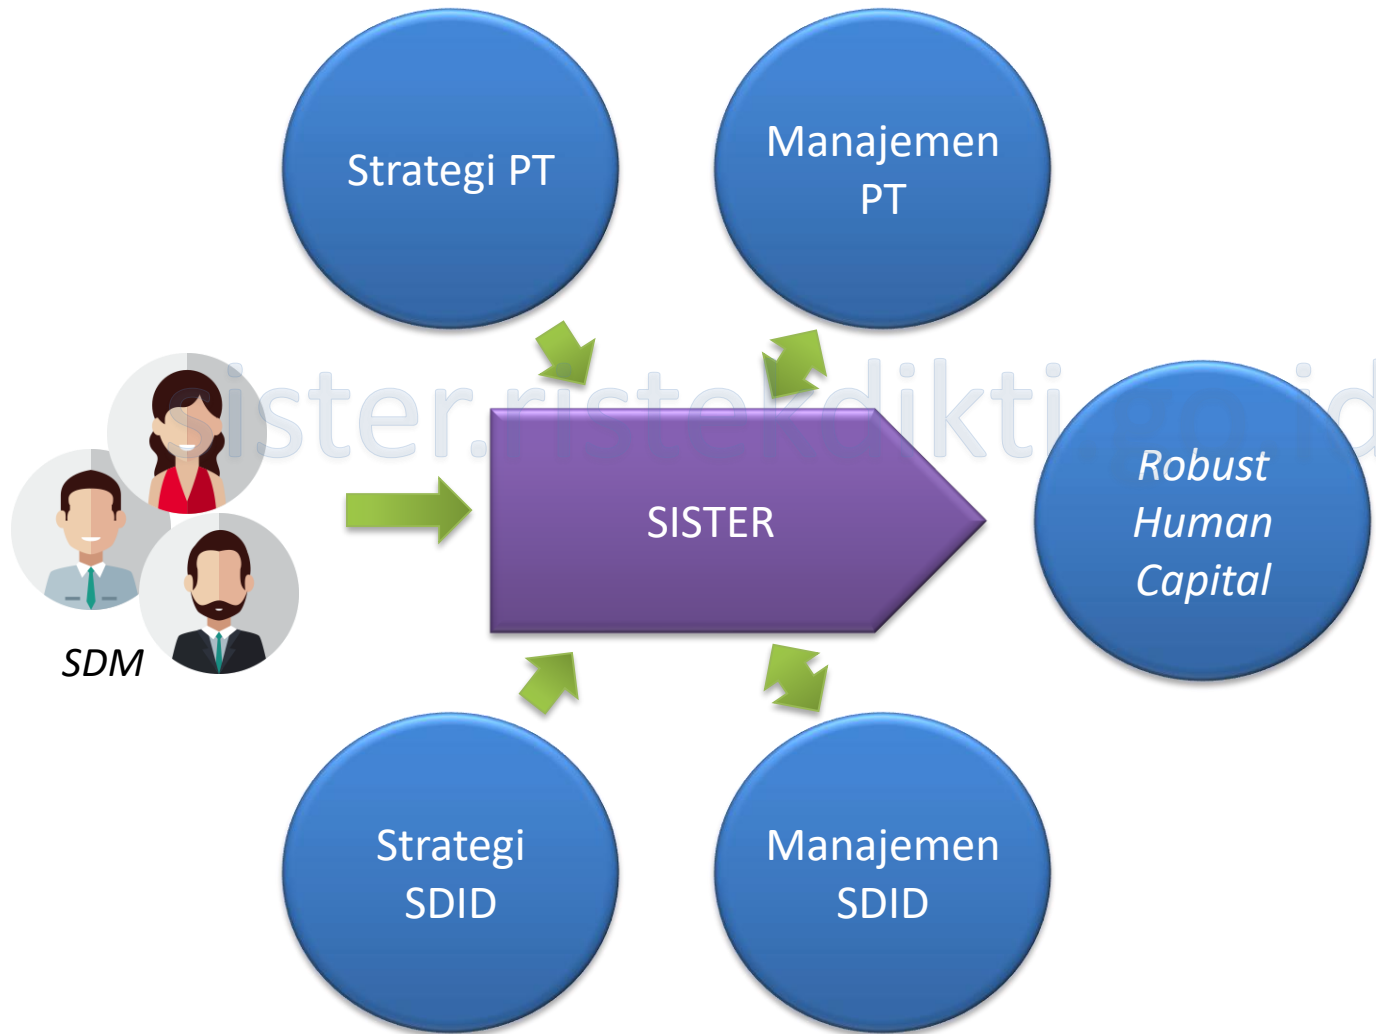 Strategi PT
Manajemen
PT
sister.ristekdikti.go.id
Robust
Human
Capital
SISTER
SDM
Strategi
SDID
Manajemen
SDID